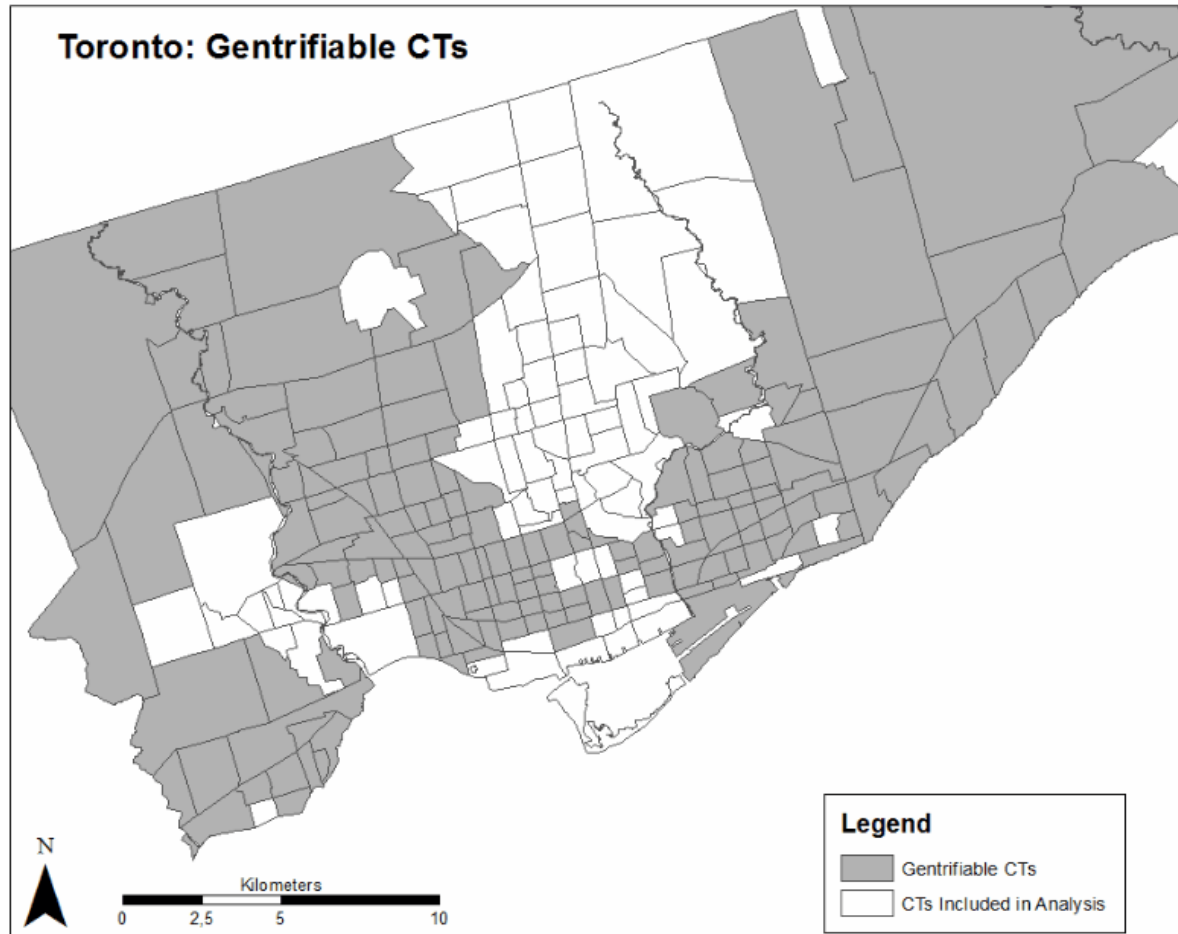 Toronto: Gentrifiable CTs
Legend
Gentrifiable CTs
CTs Included in Analysis
N
Kilometers
0 2,5 5 10